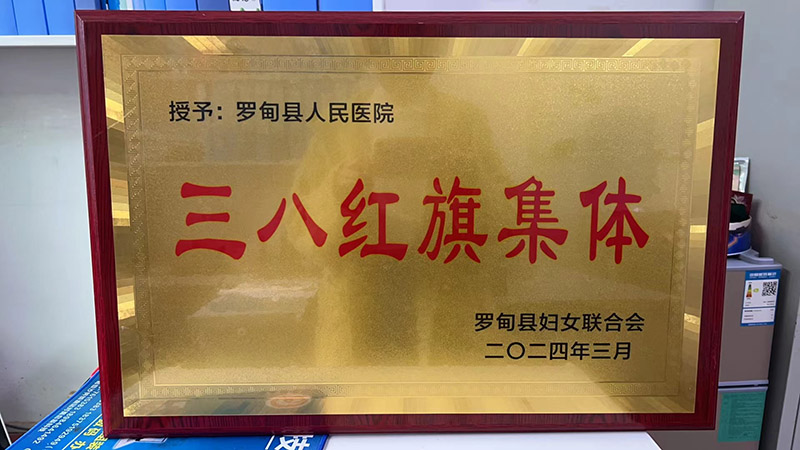 授予：罗甸县人民医院
三八红旗集体
罗甸县妇女联合会
二〇二四年三月
技